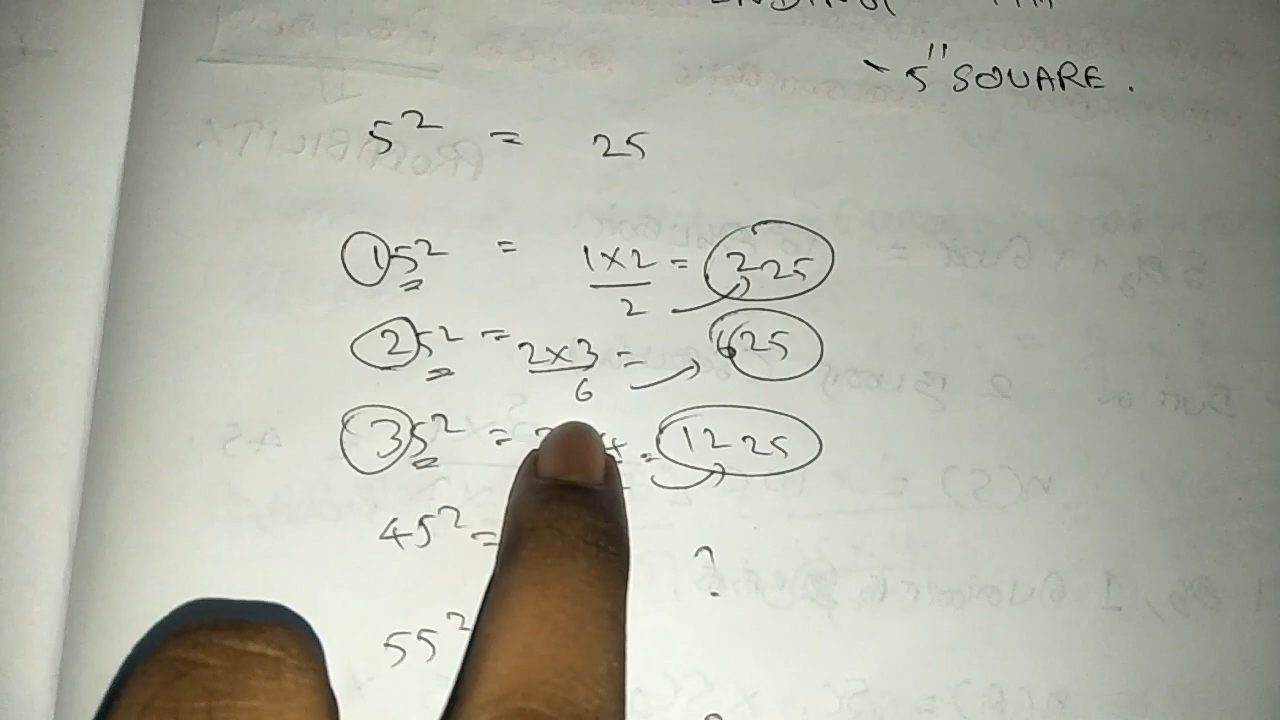 5" SQUARE.
5² = 25
15² = 1×2 = 225
2
25² = 2×3 = 625
6
35² = 1225
45² = ?
55²